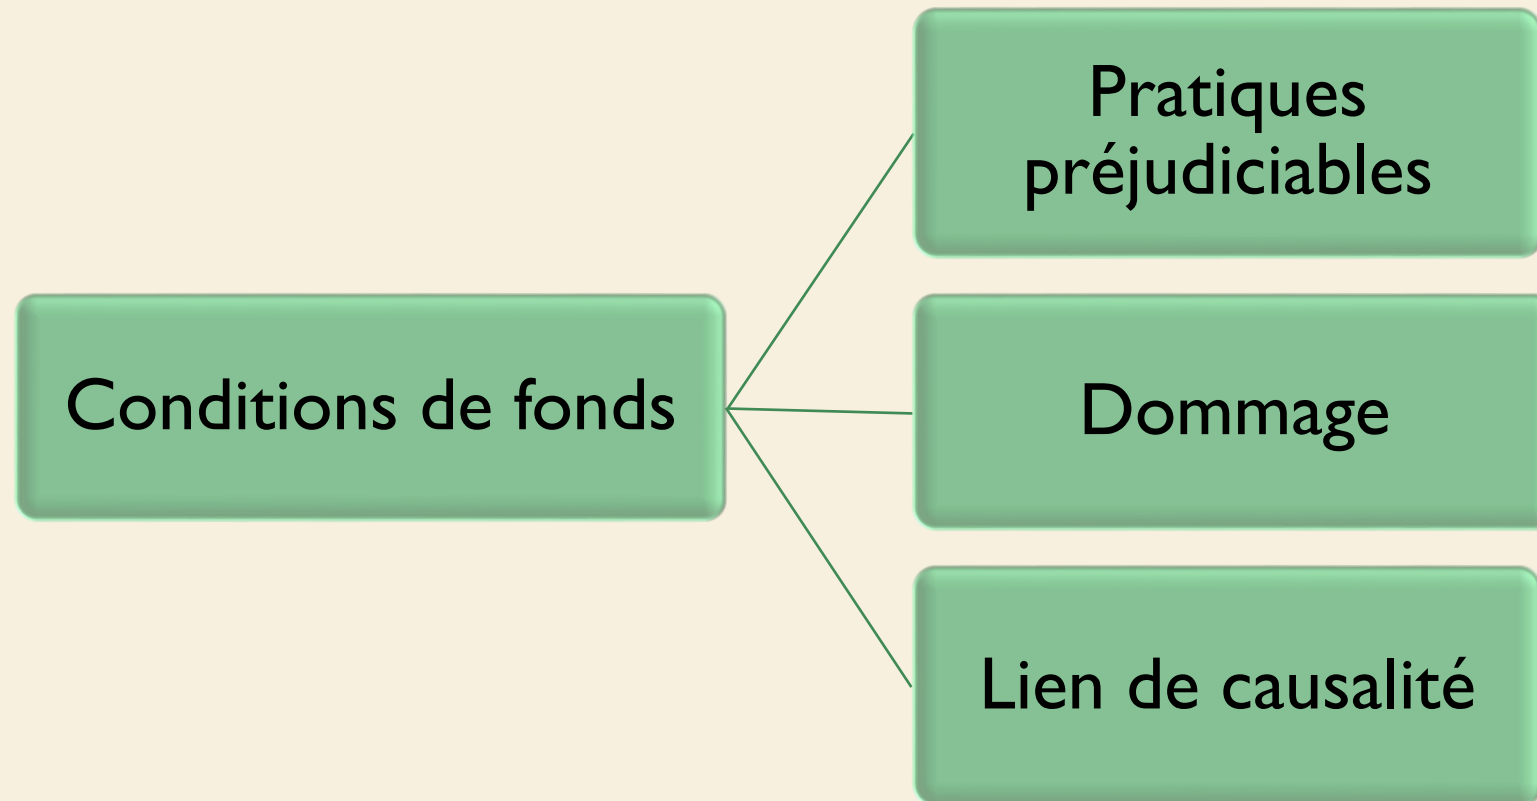 Conditions de fonds
Pratiques
préjudiciables
Dommage
Lien de causalité